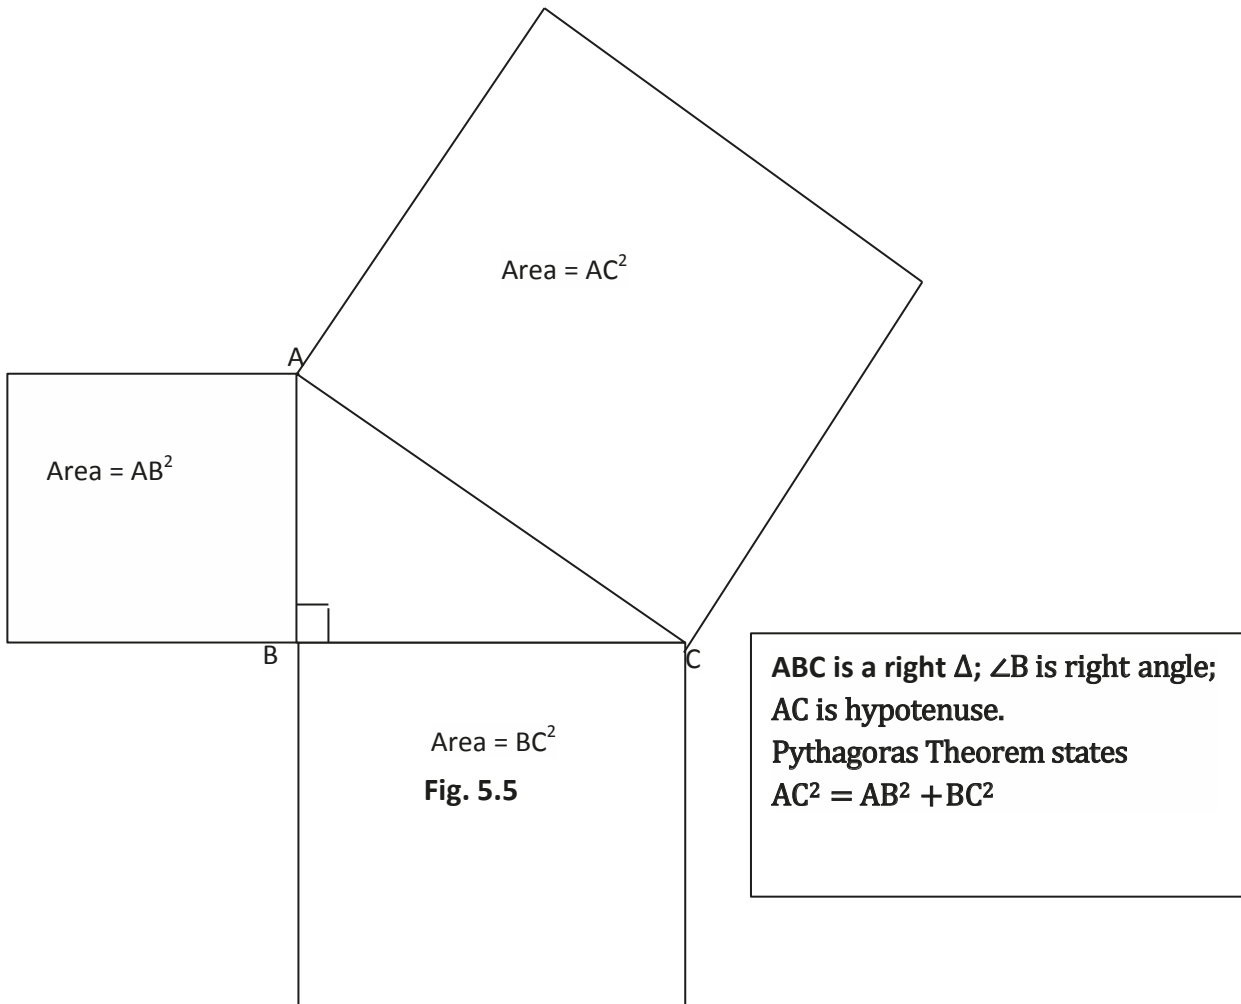 Area = AC²
A
Area = AB²
B
C
ABC is a right Δ; ∠B is right angle;
AC is hypotenuse.
Pythagoras Theorem states
AC² = AB² +BC²
Area = BC²
Fig. 5.5